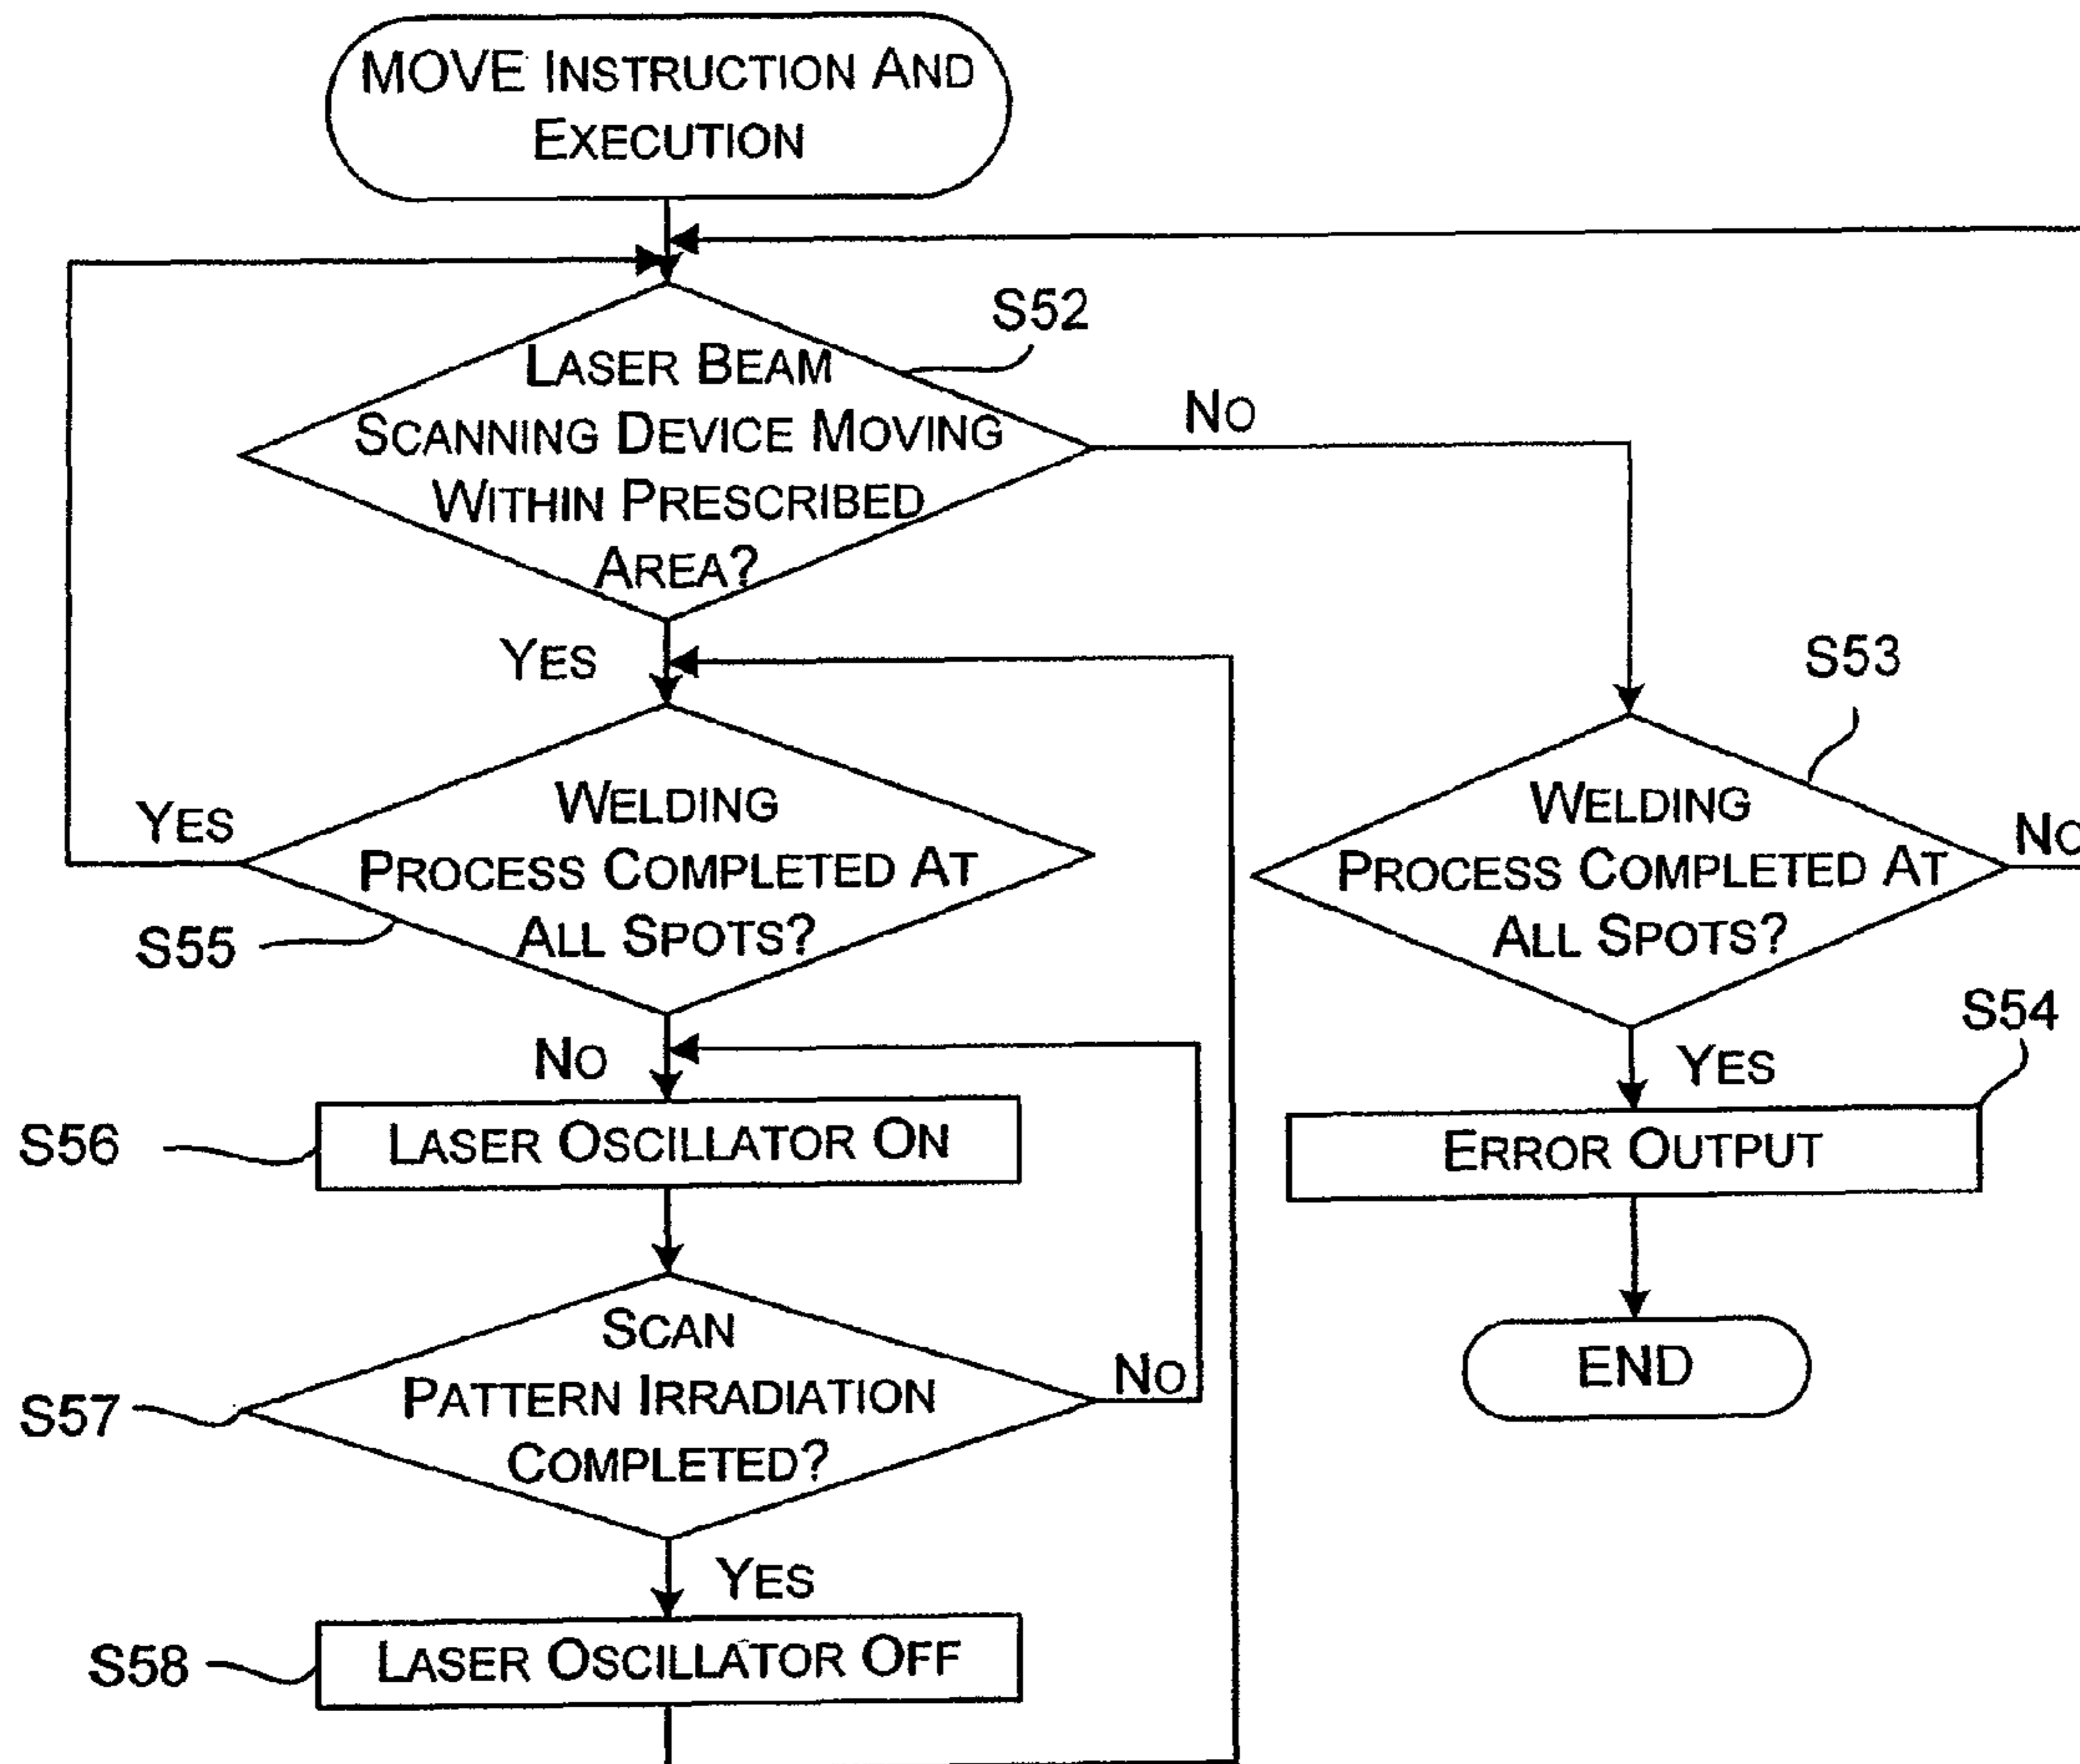 MOVE INSTRUCTION AND
EXECUTION
S52
LASER BEAM
SCANNING DEVICE MOVING
WITHIN PRESCRIBED
AREA?
NO
YES
S53
WELDING
PROCESS COMPLETED AT
ALL SPOTS?
YES
S55
WELDING
PROCESS COMPLETED AT
ALL SPOTS?
NO
S54
NO
YES
S56
LASER OSCILLATOR ON
ERROR OUTPUT
SCAN
PATTERN IRRADIATION
COMPLETED?
NO
S57
END
YES
S58
LASER OSCILLATOR OFF